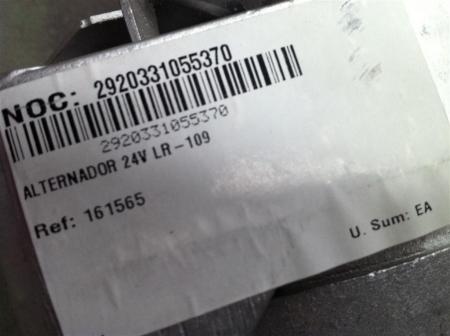 NOC: 2920331055370
2920331055370
ALTERNADOR 24V LR-109
Ref: 161565
U. Sum: EA